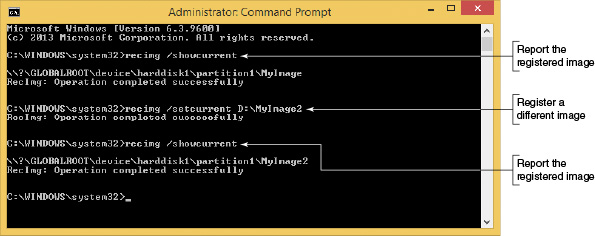 Administrator: Command Prompt
Microsoft Windows [Version 6.3.9600]
(c) 2013 Microsoft Corporation. All rights reserved.
C:\WINDOWS\system32>recimg /showcurrent
Report the
registered image
\\?\GLOBALROOT\device\harddisk1\partition1\MyImage
RecImg: Operation completed successfully
C:\WINDOWS\system32>recimg /setcurrent D:\MyImage2
Register a
different image
RecImg: Operation completed successfully
C:\WINDOWS\system32>recimg /showcurrent
Report the
registered image
\\?\GLOBALROOT\device\harddisk1\partition1\MyImage2
RecImg: Operation completed successfully
C:\WINDOWS\system32>_